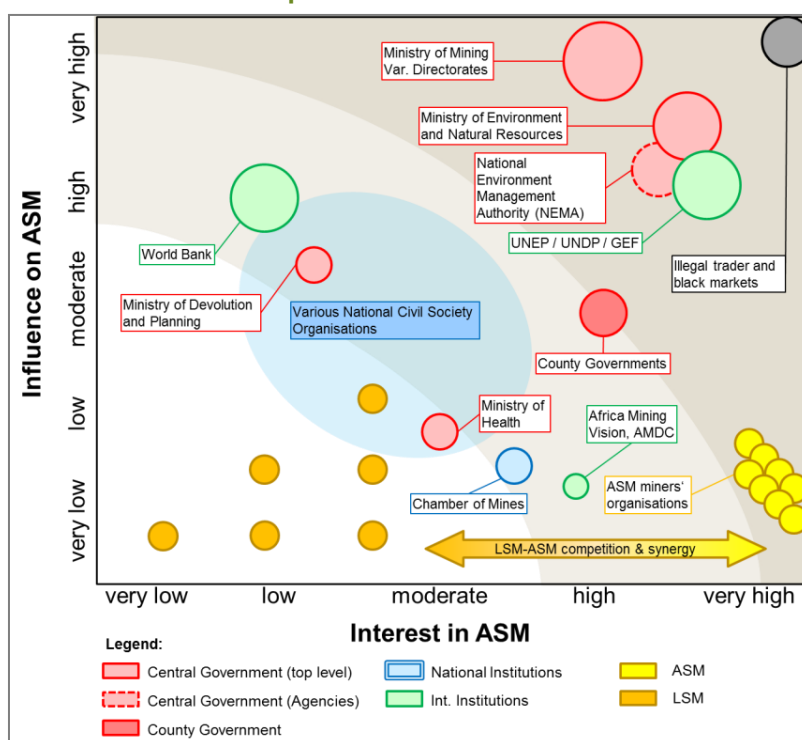 Ministry of Mining
Var. Directorates
Ministry of Environment
and Natural Resources
National
Environment
Management
Authority (NEMA)
UNEP / UNDP / GEF
World Bank
Illegal trader and
black markets
Ministry of Devolution
and Planning
Various National Civil Society
Organisations
County Governments
Ministry of
Health
Africa Mining
Vision, AMDC
Chamber of Mines
ASM miners'
organisations
LSM-ASM competition & synergy
Influence on ASM
very high
high
moderate
low
very low
very low
low
moderate
high
very high
Interest in ASM
Legend:
Central Government (top level)
Central Government (Agencies)
County Government
National Institutions
Int. Institutions
ASM
LSM